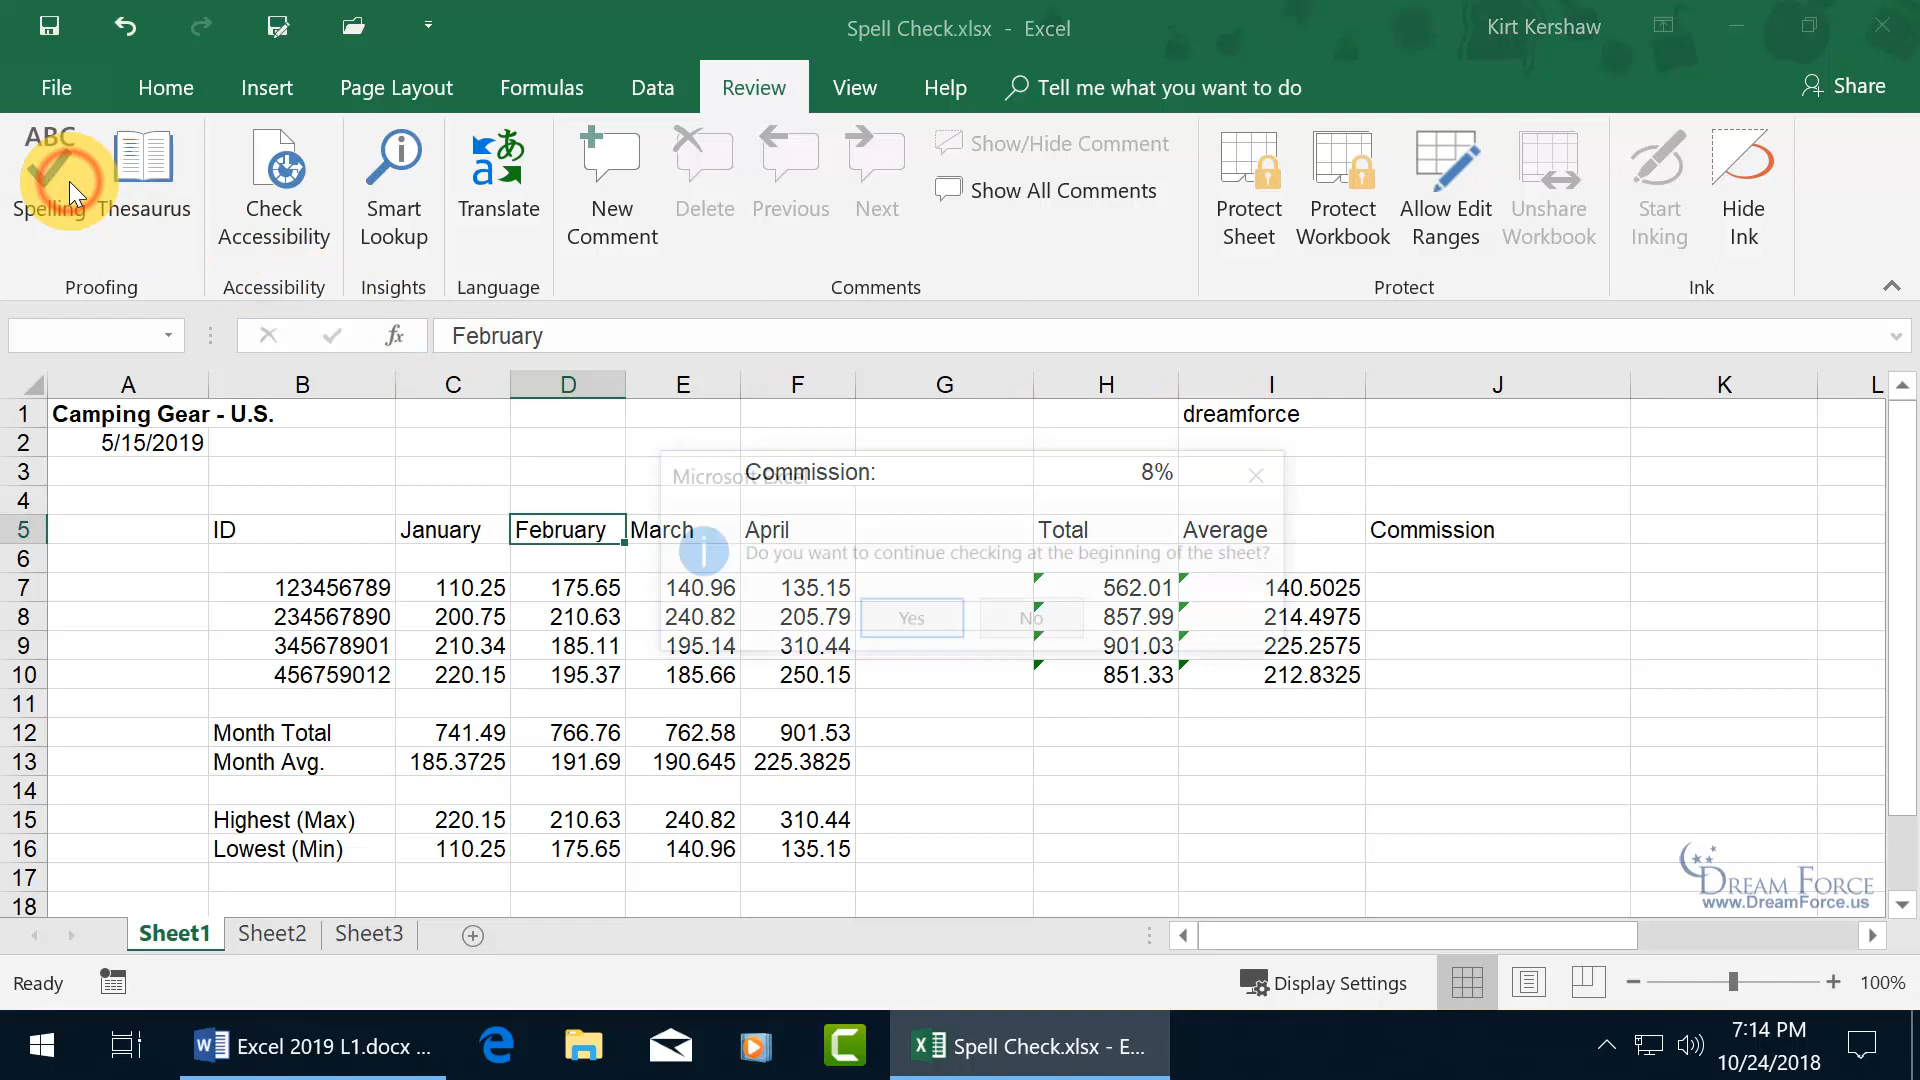 Spell Check.xlsx - Excel
Kirt Kershaw
File Home Insert Page Layout Formulas Data Review View Help Tell me what you want to do Share
ABC
Spelling Thesaurus
Check Accessibility
Smart Lookup
Translate
New Comment
Delete Previous Next
Show/Hide Comment
Show All Comments
Protect Sheet
Protect Workbook
Allow Edit Ranges
Unshare Workbook
Start Inking
Hide Ink
Proofing Accessibility Insights Language Comments Protect Ink
fx February
A B C D E F G H I J K L
1 Camping Gear - U.S. dreamforce
2 5/15/2019
3 Commission: 8%
Microsoft Excel
4
5 ID January February March April Total Average Commission
Do you want to continue checking at the beginning of the sheet?
6
7 123456789 110.25 175.65 140.96 135.15 562.01 140.5025
8 234567890 200.75 210.63 240.82 205.79 857.99 214.4975
Yes No
9 345678901 210.34 185.11 195.14 310.44 901.03 225.2575
10 456759012 220.15 195.37 185.66 250.15 851.33 212.8325
11
12 Month Total 741.49 766.76 762.58 901.53
13 Month Avg. 185.3725 191.69 190.645 225.3825
14
15 Highest (Max) 220.15 210.63 240.82 310.44
16 Lowest (Min) 110.25 175.65 140.96 135.15
17
18
Dream Force
www.DreamForce.us
Sheet1 Sheet2 Sheet3
Ready Display Settings 100%
Excel 2019 L1.docx ... Spell Check.xlsx - E...
7:14 PM
10/24/2018